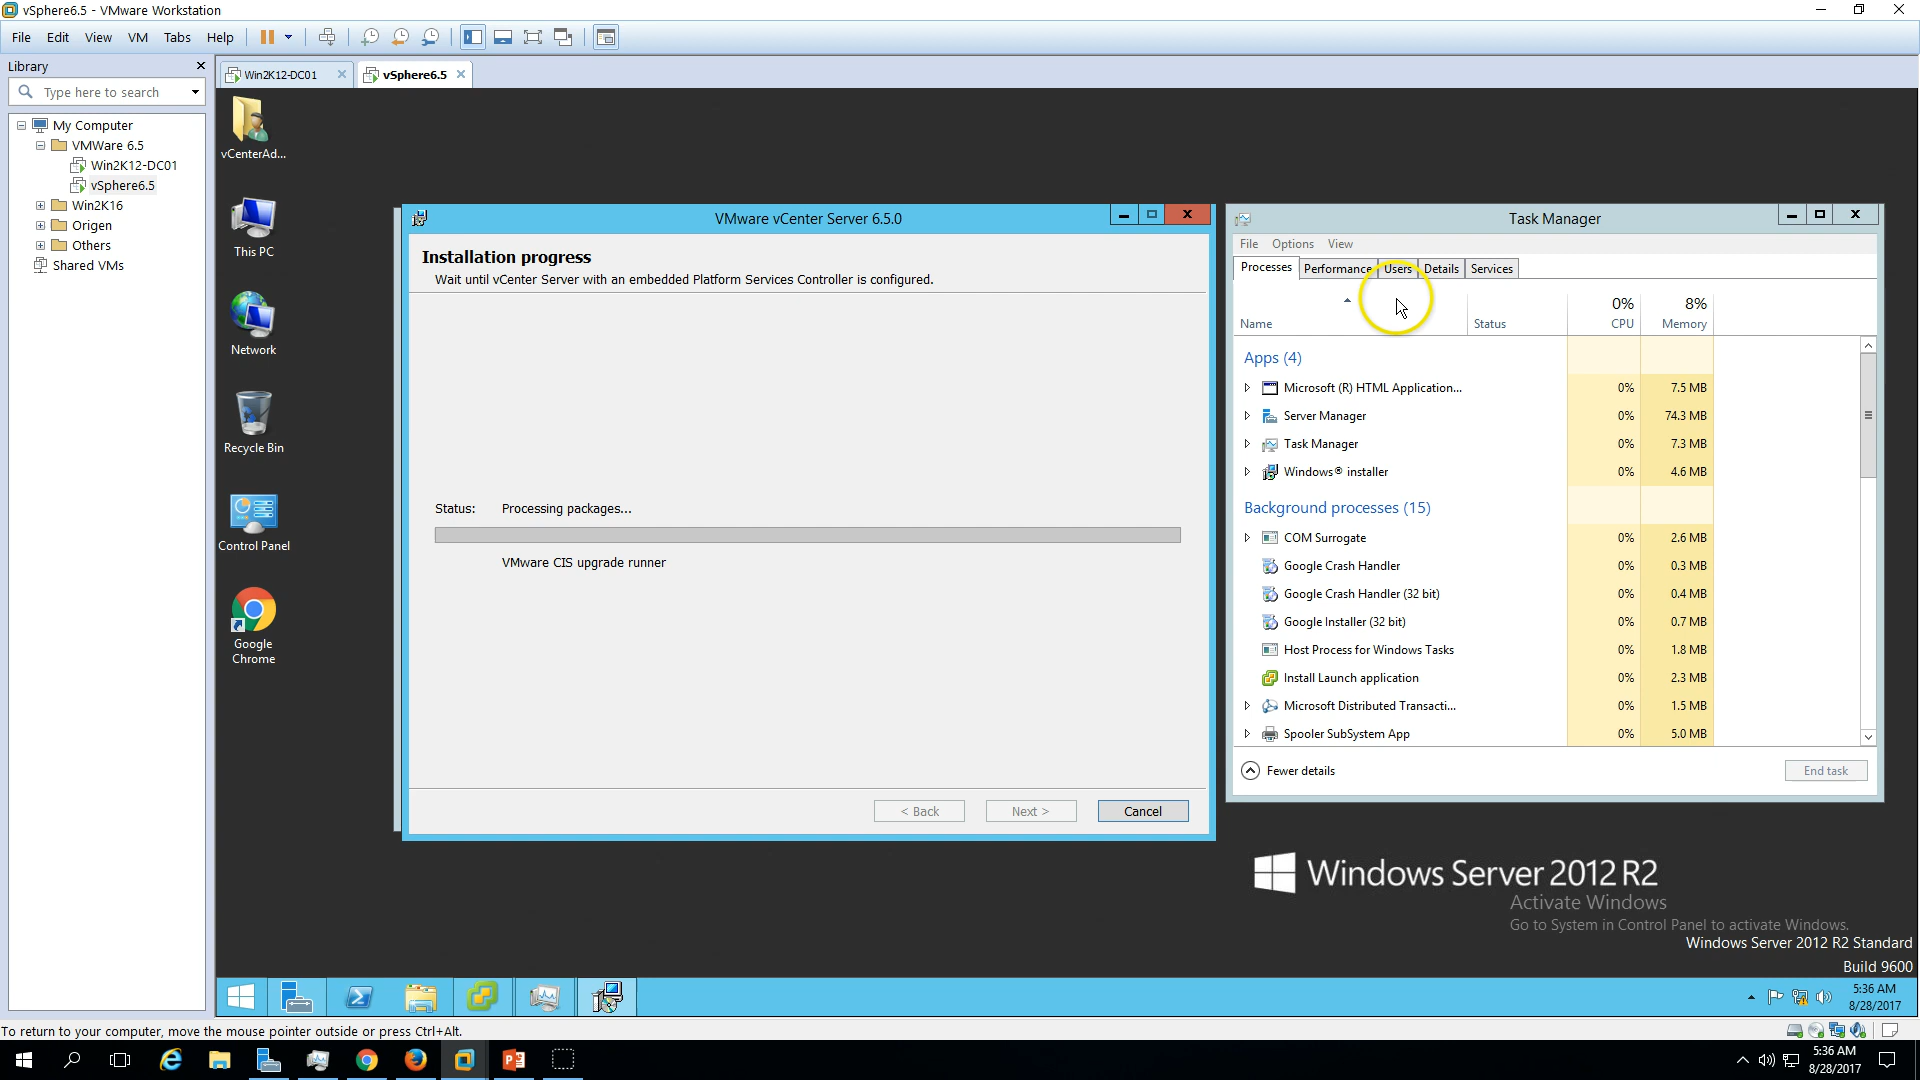 vSphere6.5 - VMware Workstation
File Edit View VM Tabs Help
Library
Type here to search
My Computer
VMWare 6.5
Win2K12-DC01
vSphere6.5
Win2K16
Origen
Others
Shared VMs
Win2K12-DC01
vSphere6.5
vCenterAd...
This PC
Network
Recycle Bin
Control Panel
Google
Chrome
VMware vCenter Server 6.5.0
Installation progress
Wait until vCenter Server with an embedded Platform Services Controller is configured.
Status: Processing packages...
VMware CIS upgrade runner
< Back Next > Cancel
Task Manager
File Options View
Processes Performance Users Details Services
0% 8%
Name Status CPU Memory
Apps (4)
Microsoft (R) HTML Application... 0% 7.5 MB
Server Manager 0% 74.3 MB
Task Manager 0% 7.3 MB
Windows® installer 0% 4.6 MB
Background processes (15)
COM Surrogate 0% 2.6 MB
Google Crash Handler 0% 0.3 MB
Google Crash Handler (32 bit) 0% 0.4 MB
Google Installer (32 bit) 0% 0.7 MB
Host Process for Windows Tasks 0% 1.8 MB
Install Launch application 0% 2.3 MB
Microsoft Distributed Transacti... 0% 1.5 MB
Spooler SubSystem App 0% 5.0 MB
Fewer details End task
Windows Server 2012 R2
Activate Windows
Go to System in Control Panel to activate Windows.
Windows Server 2012 R2 Standard
Build 9600
5:36 AM
8/28/2017
To return to your computer, move the mouse pointer outside or press Ctrl+Alt.
5:36 AM
8/28/2017